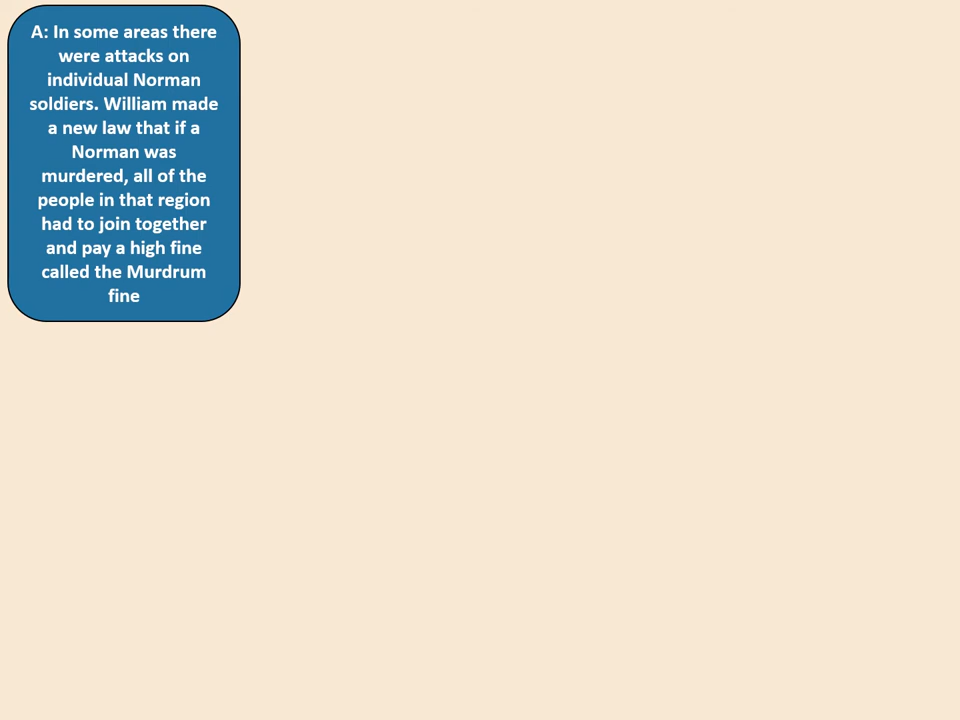 A: In some areas there
were attacks on
individual Norman
soldiers. William made
a new law that if a
Norman was
murdered, all of the
people in that region
had to join together
and pay a high fine
called the Murdrum
fine